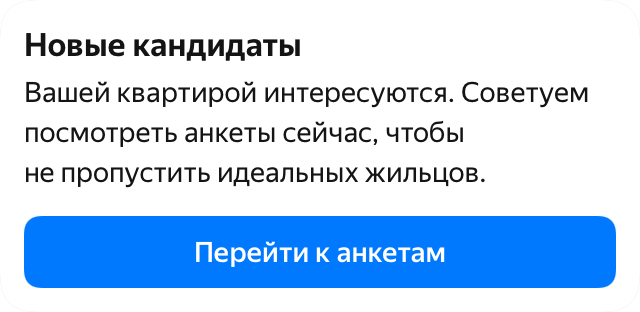 Новые кандидаты
Вашей квартирой интересуются. Советуем
посмотреть анкеты сейчас, чтобы
не пропустить идеальных жильцов.
Перейти к анкетам